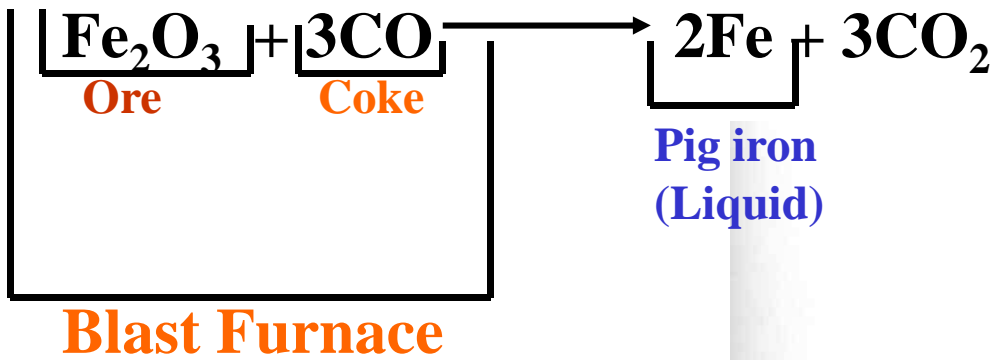 Fe₂O₃ + 3CO → 2Fe + 3CO₂
Ore Coke
Pig iron
(Liquid)
Blast Furnace